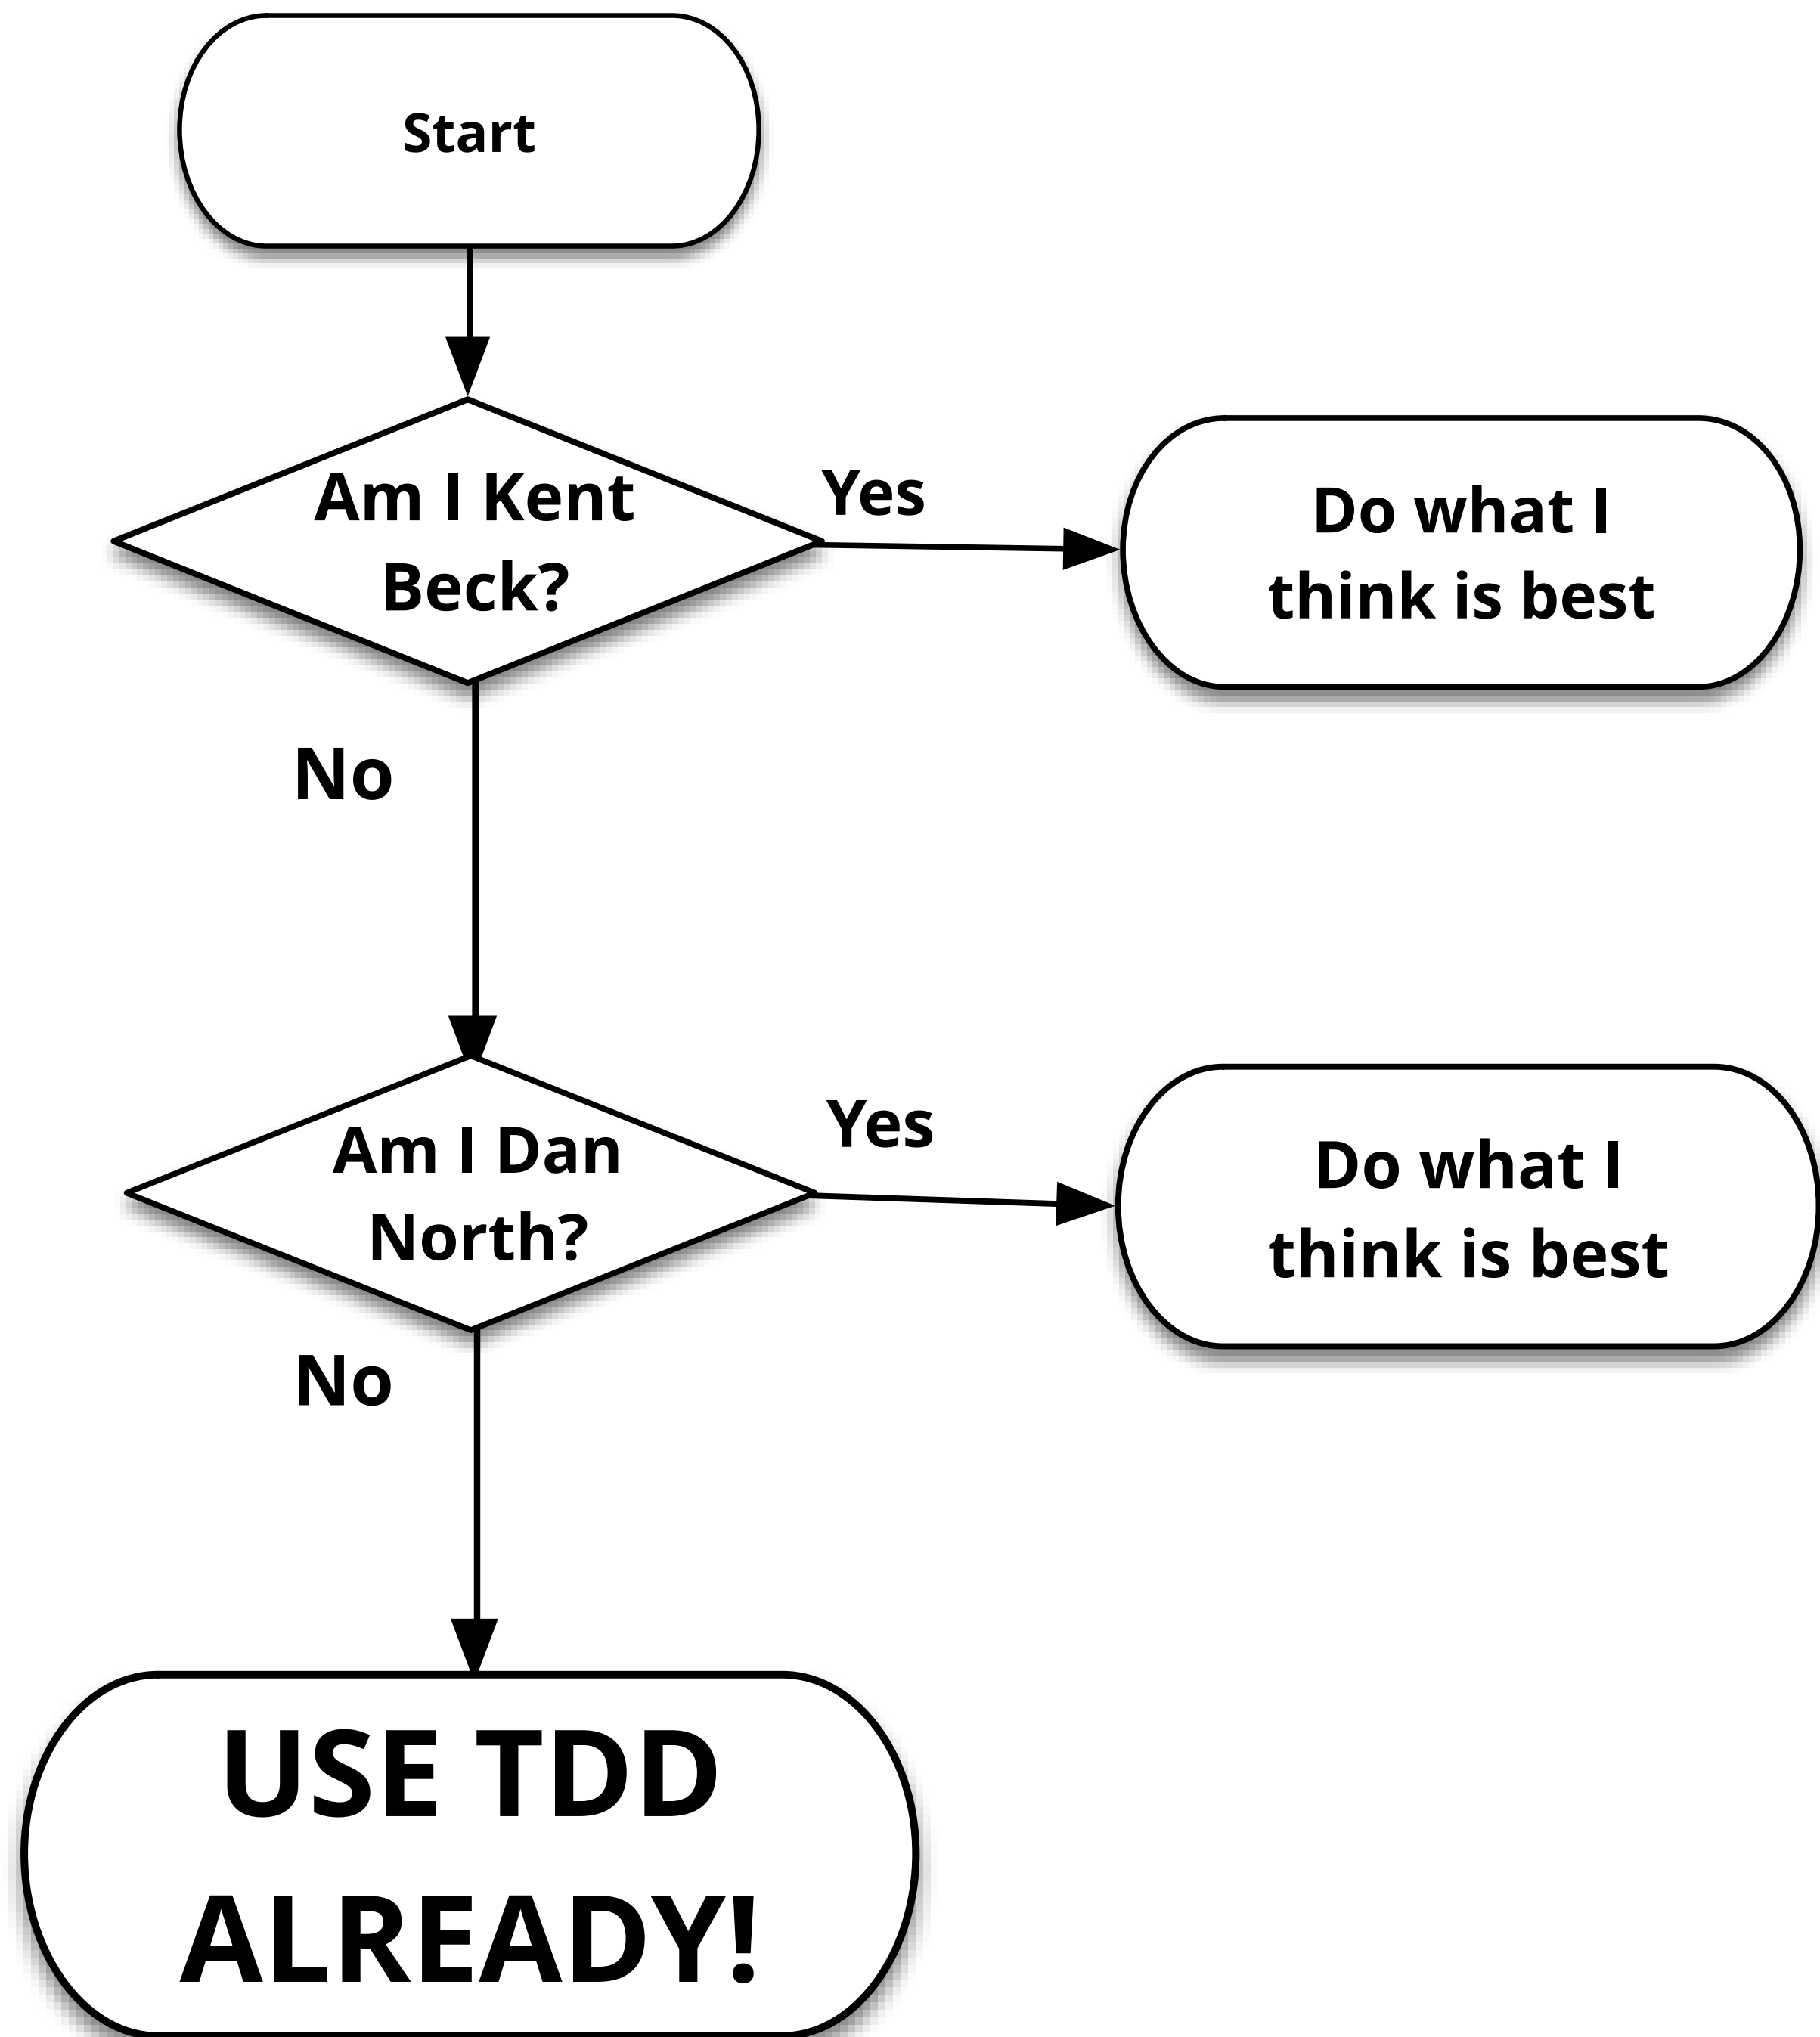 Start
Am I Kent
Beck?
Yes
Do what I
think is best
No
Am I Dan
North?
Yes
Do what I
think is best
No
USE TDD
ALREADY!